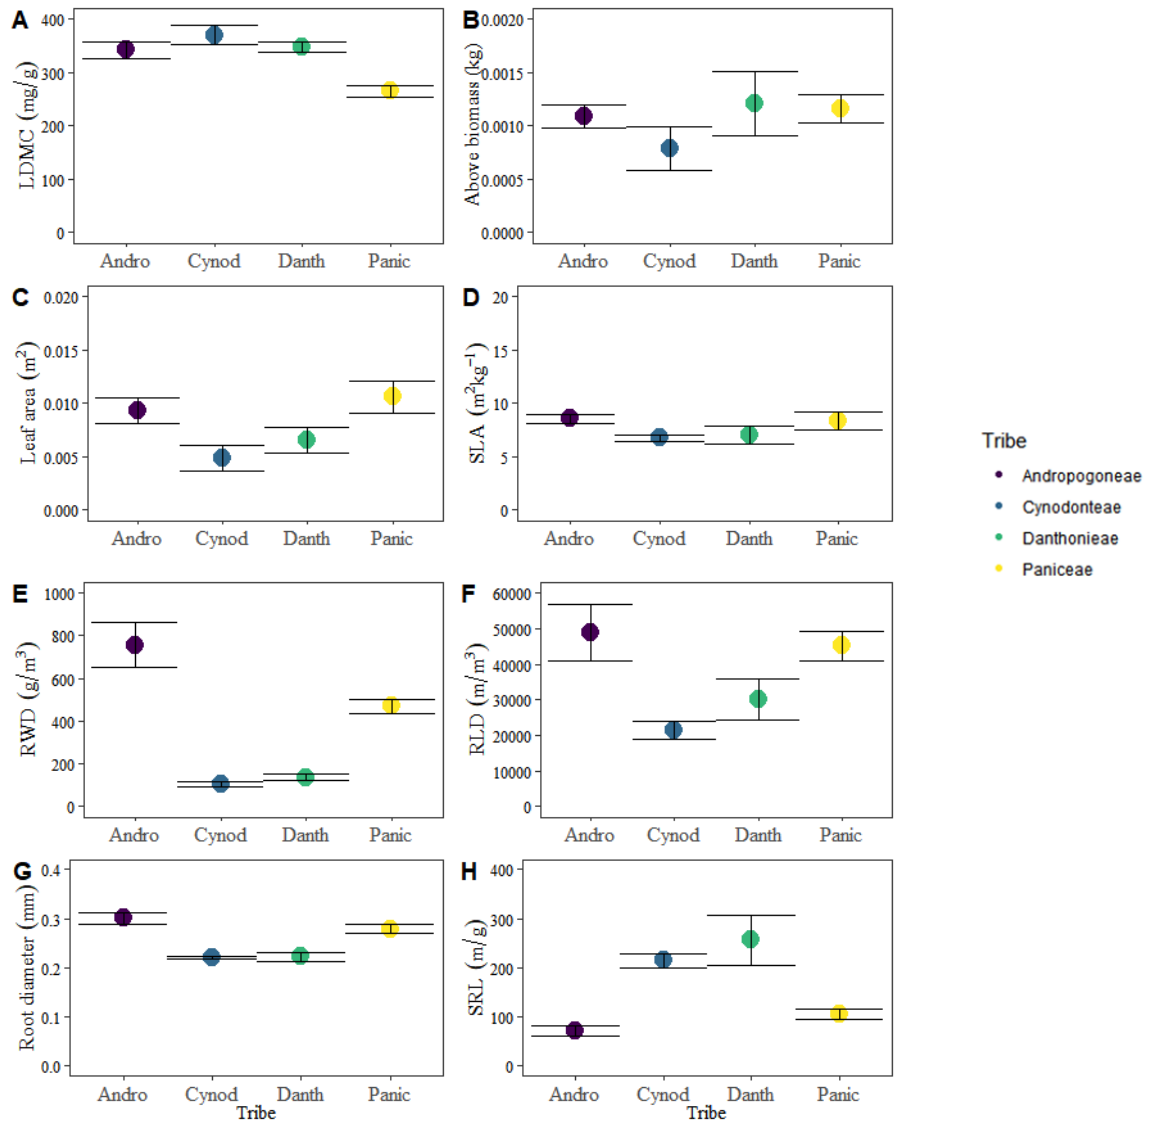 A
LDMC (mg/g)
400
300
200
100
0
Andro Cynod Danth Panic
B
Above biomass (kg)
0.0020
0.0015
0.0010
0.0005
0.0000
Andro Cynod Danth Panic
C
Leaf area (m²)
0.020
0.015
0.010
0.005
0.000
Andro Cynod Danth Panic
D
SLA (m²kg⁻¹)
20
15
10
5
0
Andro Cynod Danth Panic
Tribe
Andropogoneae
Cynodonteae
Danthonieae
Paniceae
E
RWD (g/m³)
1000
800
600
400
200
0
Andro Cynod Danth Panic
F
RLD (m/m³)
60000
50000
40000
30000
20000
10000
0
Andro Cynod Danth Panic
G
Root diameter (mm)
0.4
0.3
0.2
0.1
0.0
Andro Cynod Danth Panic
Tribe
H
SRL (m/g)
400
300
200
100
0
Andro Cynod Danth Panic
Tribe